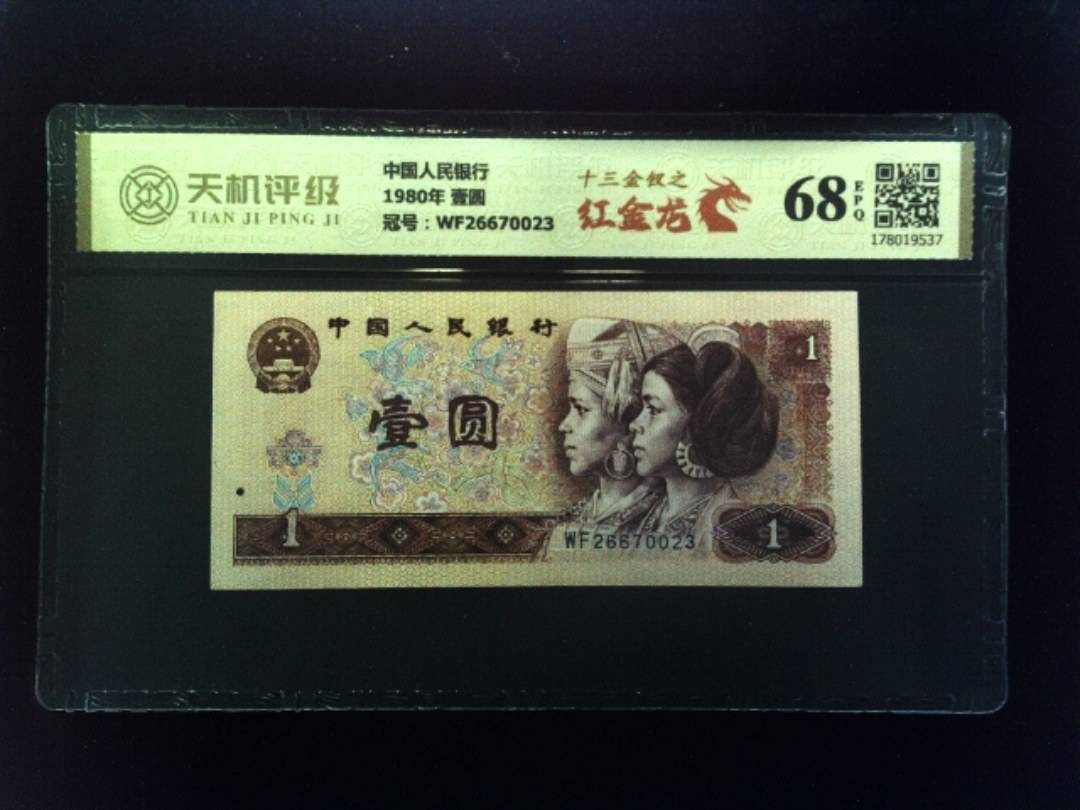 天机评级
TIAN JI PING JI
中国人民银行
1980年 壹圆
冠号：WF26670023
十三金钗之
红金龙
68
EPQ
178019537
中国人民银行
1
壹圆
1
WF26670023
1